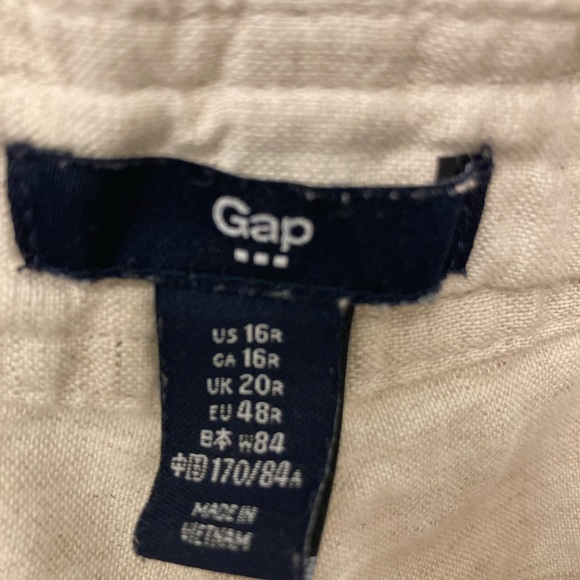 Gap
US 16R
CA 16R
UK 20R
EU 48R
日本 W84
中国 170/84A
MADE IN
VIETNAM